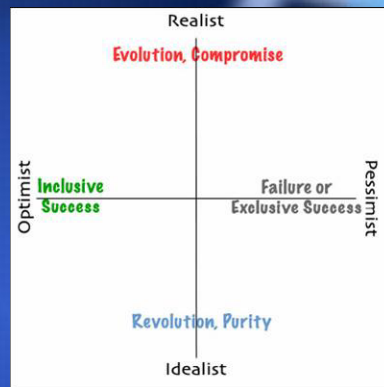 Realist
Evolution, Compromise
Optimist
Inclusive
Success
Failure or
Exclusive Success
Pessimist
Revolution, Purity
Idealist